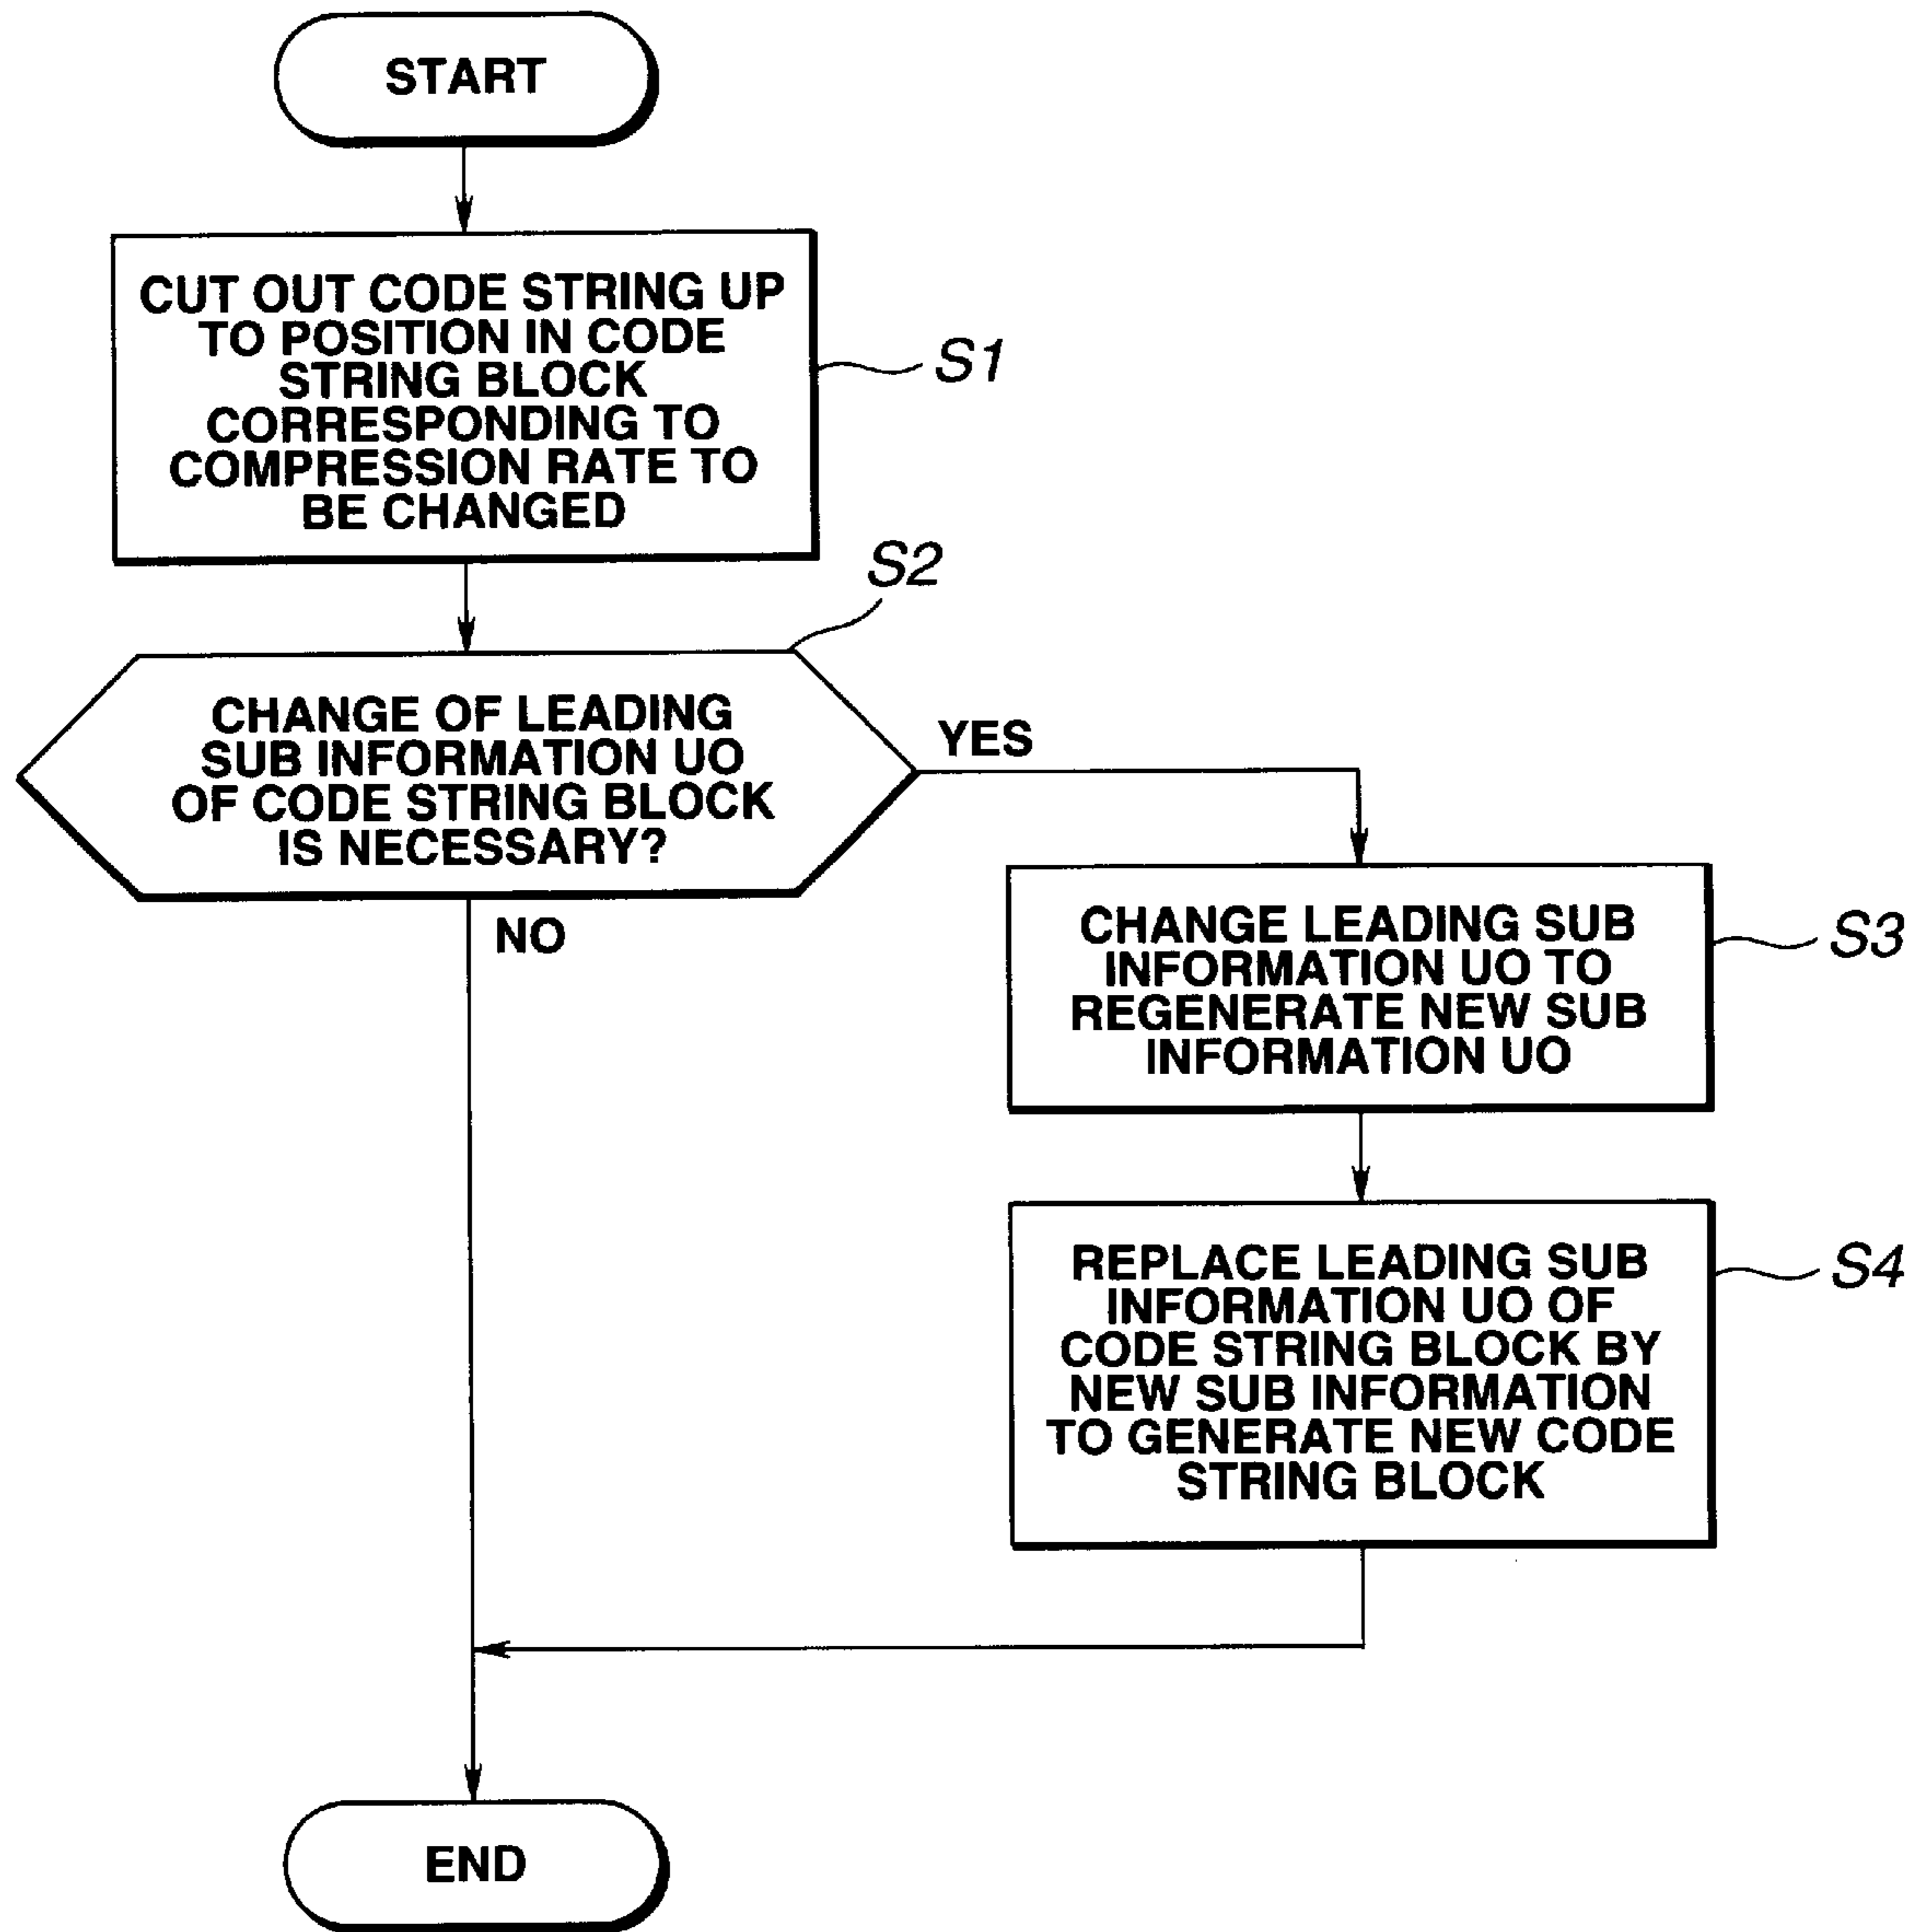 START
CUT OUT CODE STRING UP
TO POSITION IN CODE
STRING BLOCK
CORRESPONDING TO
COMPRESSION RATE TO
BE CHANGED
S1
S2
CHANGE OF LEADING
SUB INFORMATION UO
OF CODE STRING BLOCK
IS NECESSARY?
YES
NO
CHANGE LEADING SUB
INFORMATION UO TO
REGENERATE NEW SUB
INFORMATION UO
S3
REPLACE LEADING SUB
INFORMATION UO OF
CODE STRING BLOCK BY
NEW SUB INFORMATION
TO GENERATE NEW CODE
STRING BLOCK
S4
END